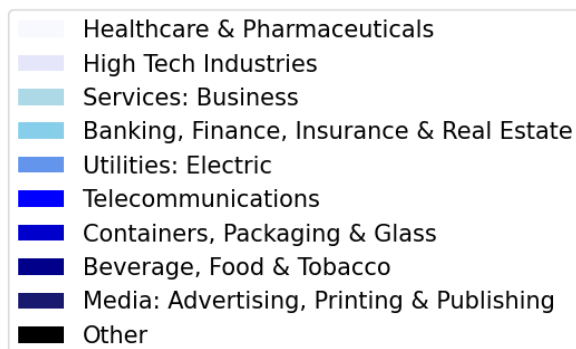 Healthcare & Pharmaceuticals
High Tech Industries
Services: Business
Banking, Finance, Insurance & Real Estate
Utilities: Electric
Telecommunications
Containers, Packaging & Glass
Beverage, Food & Tobacco
Media: Advertising, Printing & Publishing
Other